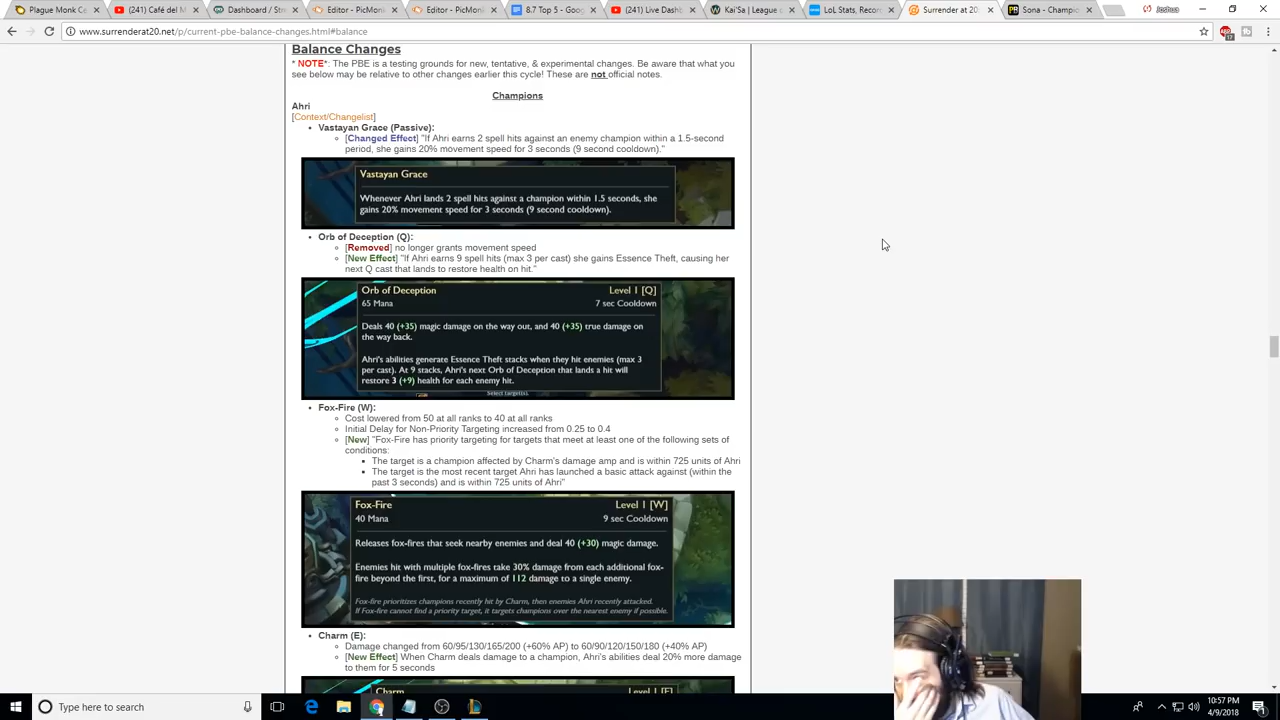 Plague Monk C
(241) Café del M
Dashboard / Stre
Editor - PicMonk
Editor - PicMonk
8.7 Top 5 - Goog
(241) Live Dashb
Kai'Sa | League o
LoL Stats, Record
Surrender at 20
Sona - Champio
www.surrenderat20.net/p/current-pbe-balance-changes.html#balance
Balance Changes
* NOTE*: The PBE is a testing grounds for new, tentative, & experimental changes. Be aware that what you
see below may be relative to other changes earlier this cycle! These are not official notes.
Champions
Ahri
[Context/Changelist]
• Vastayan Grace (Passive):
[Changed Effect] "If Ahri earns 2 spell hits against an enemy champion within a 1.5-second
period, she gains 20% movement speed for 3 seconds (9 second cooldown)."
Vastayan Grace
Whenever Ahri lands 2 spell hits against a champion within 1.5 seconds, she
gains 20% movement speed for 3 seconds (9 second cooldown).
• Orb of Deception (Q):
[Removed] no longer grants movement speed
[New Effect] "If Ahri earns 9 spell hits (max 3 per cast) she gains Essence Theft, causing her
next Q cast that lands to restore health on hit."
Orb of Deception Level 1 [Q]
65 Mana 7 sec Cooldown
Deals 40 (+35) magic damage on the way out, and 40 (+35) true damage on
the way back.
Ahri's abilities generate Essence Theft stacks when they hit enemies (max 3
per cast). At 9 stacks, Ahri's next Orb of Deception that lands a hit will
restore 3 (+9) health for each enemy hit.
• Fox-Fire (W):
Cost lowered from 50 at all ranks to 40 at all ranks
Initial Delay for Non-Priority Targeting increased from 0.25 to 0.4
[New] "Fox-Fire has priority targeting for targets that meet at least one of the following sets of
conditions:
The target is a champion affected by Charm's damage amp and is within 725 units of Ahri
The target is the most recent target Ahri has launched a basic attack against (within the
past 3 seconds) and is within 725 units of Ahri"
Fox-Fire Level 1 [W]
40 Mana 9 sec Cooldown
Releases fox-fires that seek nearby enemies and deal 40 (+30) magic damage.
Enemies hit with multiple fox-fires take 30% damage from each additional fox-
fire beyond the first, for a maximum of 112 damage to a single enemy.
Fox-fire prioritizes champions recently hit by Charm, then enemies Ahri recently attacked.
If Fox-fire cannot find a priority target, it targets champions over the nearest enemy if possible.
• Charm (E):
Damage changed from 60/95/130/165/200 (+60% AP) to 60/90/120/150/180 (+40% AP)
[New Effect] When Charm deals damage to a champion, Ahri's abilities deal 20% more damage
to them for 5 seconds
Charm Level 1 [E]
Type here to search
10:57 PM
4/9/2018